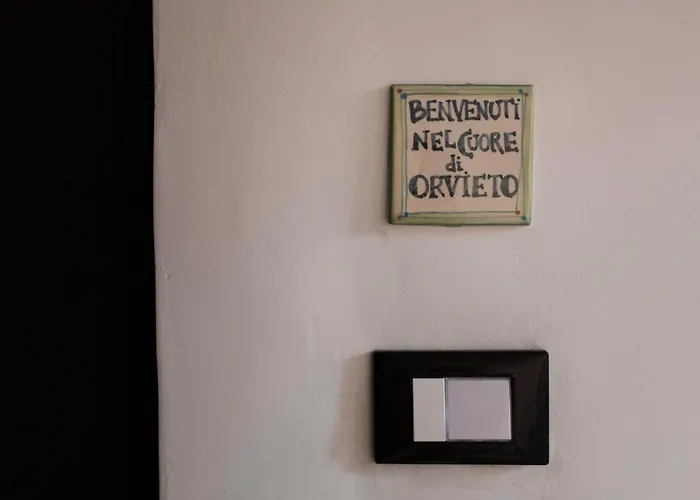 BENVENUTi
NEL CUORE
di
ORVIETO